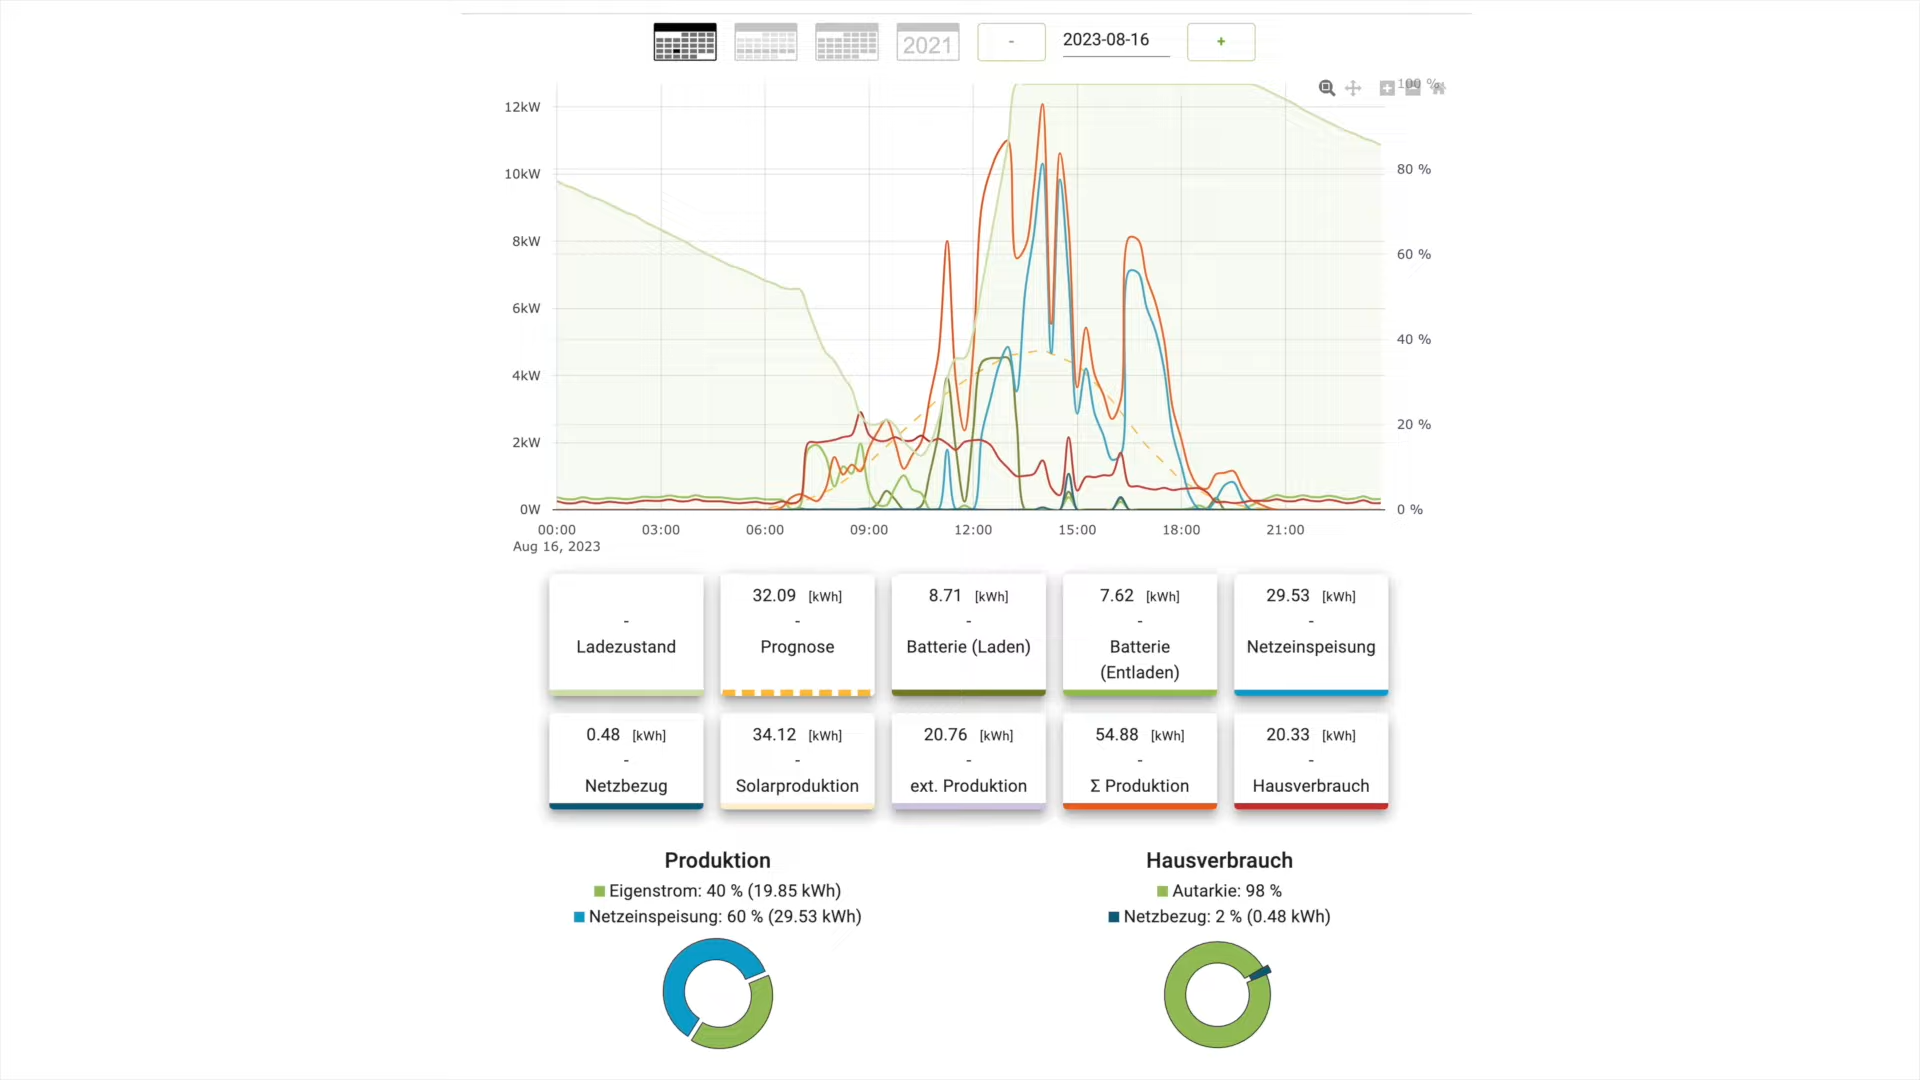 2021
-
2023-08-16
+
100 %
12kW
10kW
8kW
6kW
4kW
2kW
0W
80 %
60 %
40 %
20 %
0 %
00:00 03:00 06:00 09:00 12:00 15:00 18:00 21:00
Aug 16, 2023
-
Ladezustand
32.09 [kWh]
-
Prognose
8.71 [kWh]
-
Batterie (Laden)
7.62 [kWh]
-
Batterie
(Entladen)
29.53 [kWh]
-
Netzeinspeisung
0.48 [kWh]
-
Netzbezug
34.12 [kWh]
-
Solarproduktion
20.76 [kWh]
-
ext. Produktion
54.88 [kWh]
-
Σ Produktion
20.33 [kWh]
-
Hausverbrauch
Produktion
Eigenstrom: 40 % (19.85 kWh)
Netzeinspeisung: 60 % (29.53 kWh)
Hausverbrauch
Autarkie: 98 %
Netzbezug: 2 % (0.48 kWh)